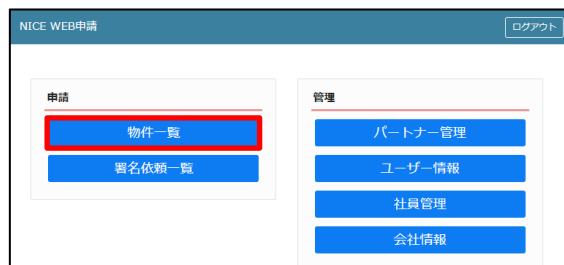 NICE WEB申請
ログアウト
申請
物件一覧
署名依頼一覧
管理
パートナー管理
ユーザー情報
社員管理
会社情報